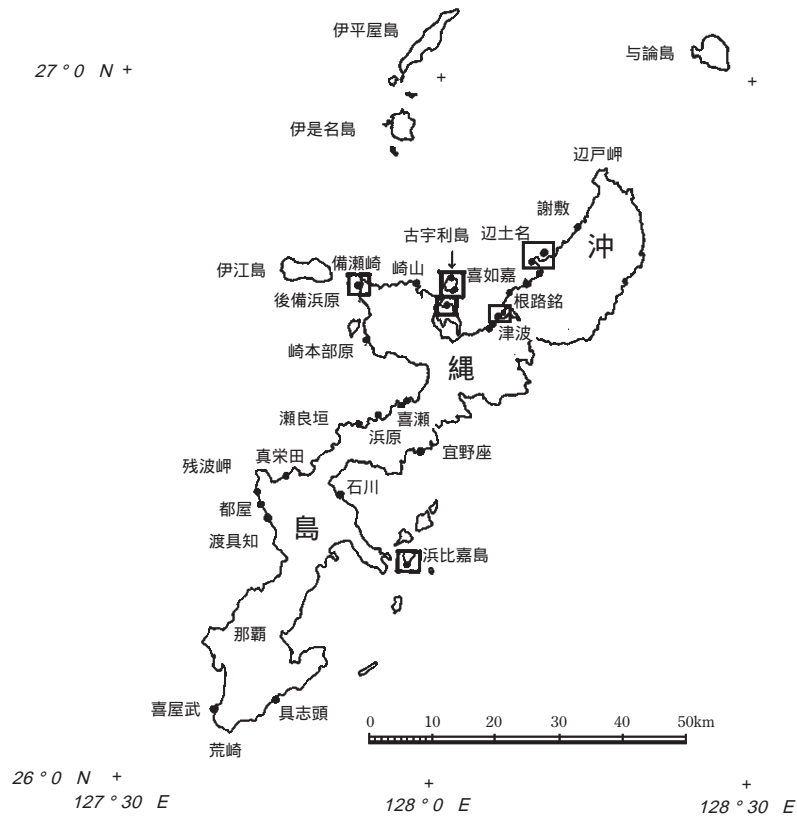 伊平屋島
27°0 N
与論島
伊是名島
辺戸岬
謝敷
古宇利島
辺土名
沖
伊江島
備瀬崎
崎山
喜如嘉
後備浜原
根路銘
津波
崎本部原
縄
瀬良垣
喜瀬
浜原
宜野座
真栄田
残波岬
石川
都屋
島
渡具知
浜比嘉島
那覇
喜屋武
具志頭
荒崎
0 10 20 30 40 50km
26°0 N
127°30 E
128°0 E
128°30 E